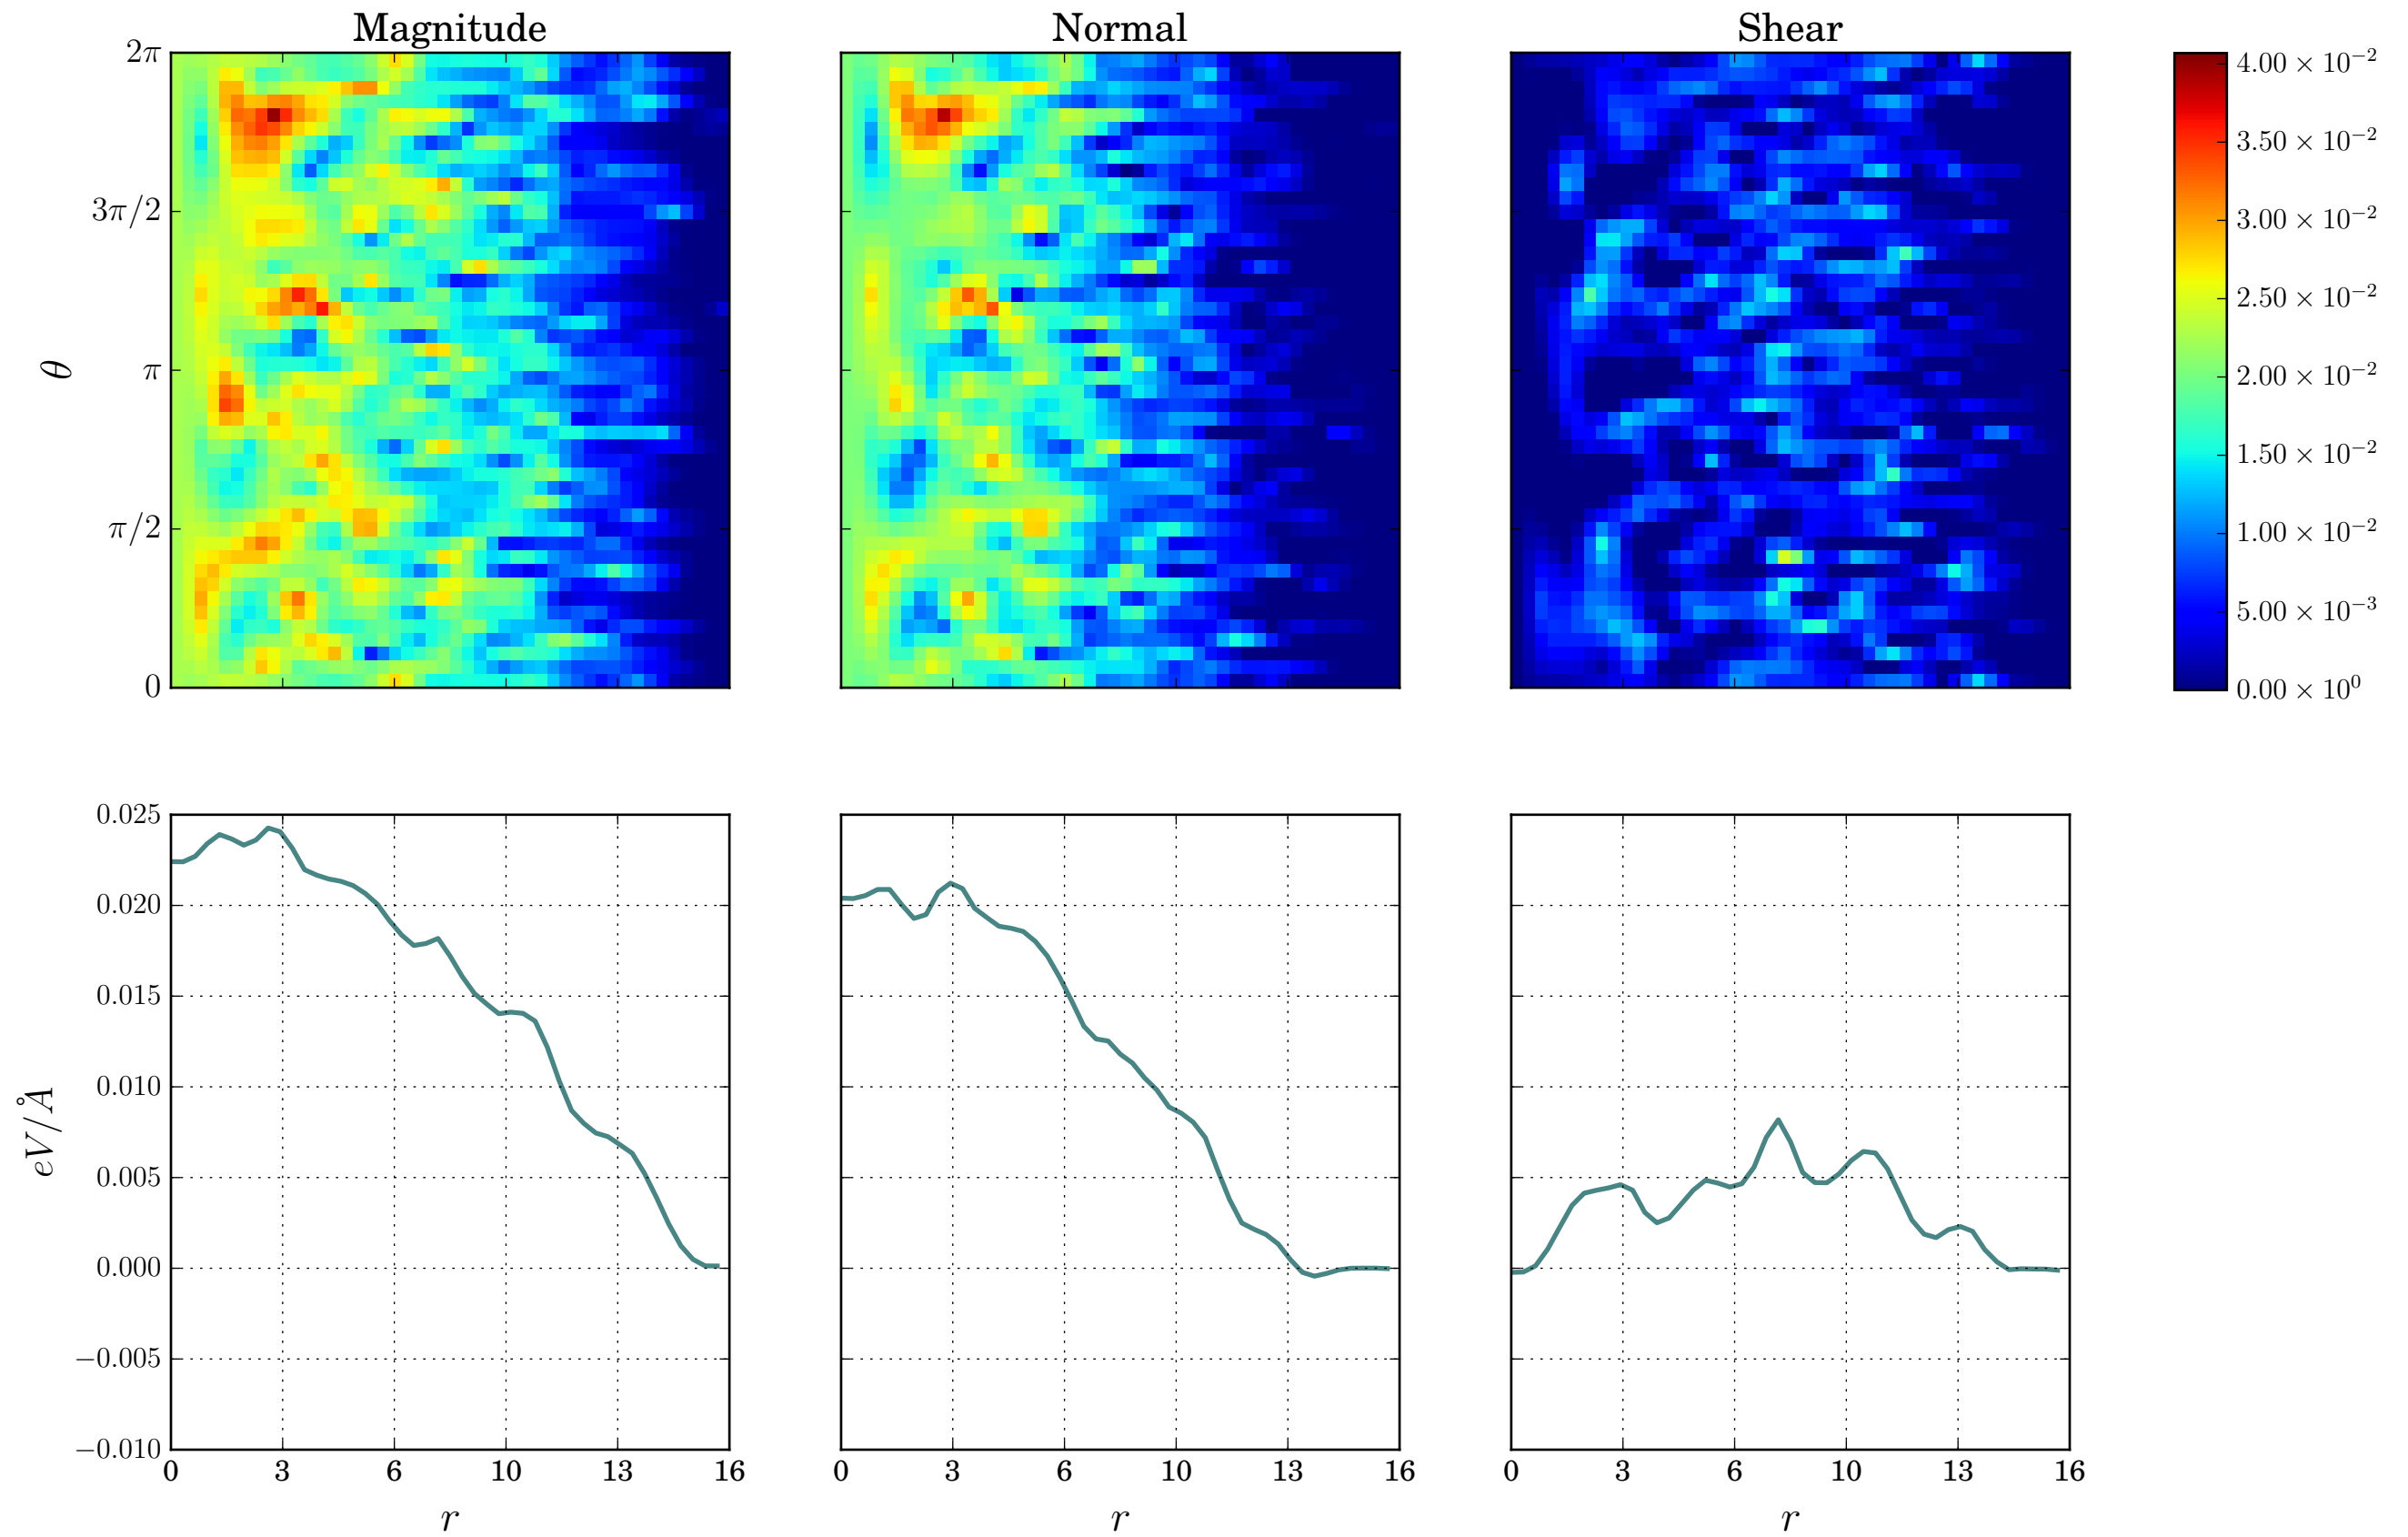 Magnitude Normal Shear
2π
3π/2
π
π/2
0
θ
4.00 × 10⁻²
3.50 × 10⁻²
3.00 × 10⁻²
2.50 × 10⁻²
2.00 × 10⁻²
1.50 × 10⁻²
1.00 × 10⁻²
5.00 × 10⁻³
0.00 × 10⁰
0.025
0.020
0.015
0.010
0.005
0.000
−0.005
−0.010
eV/Å
0 3 6 10 13 16
0 3 6 10 13 16
0 3 6 10 13 16
r r r